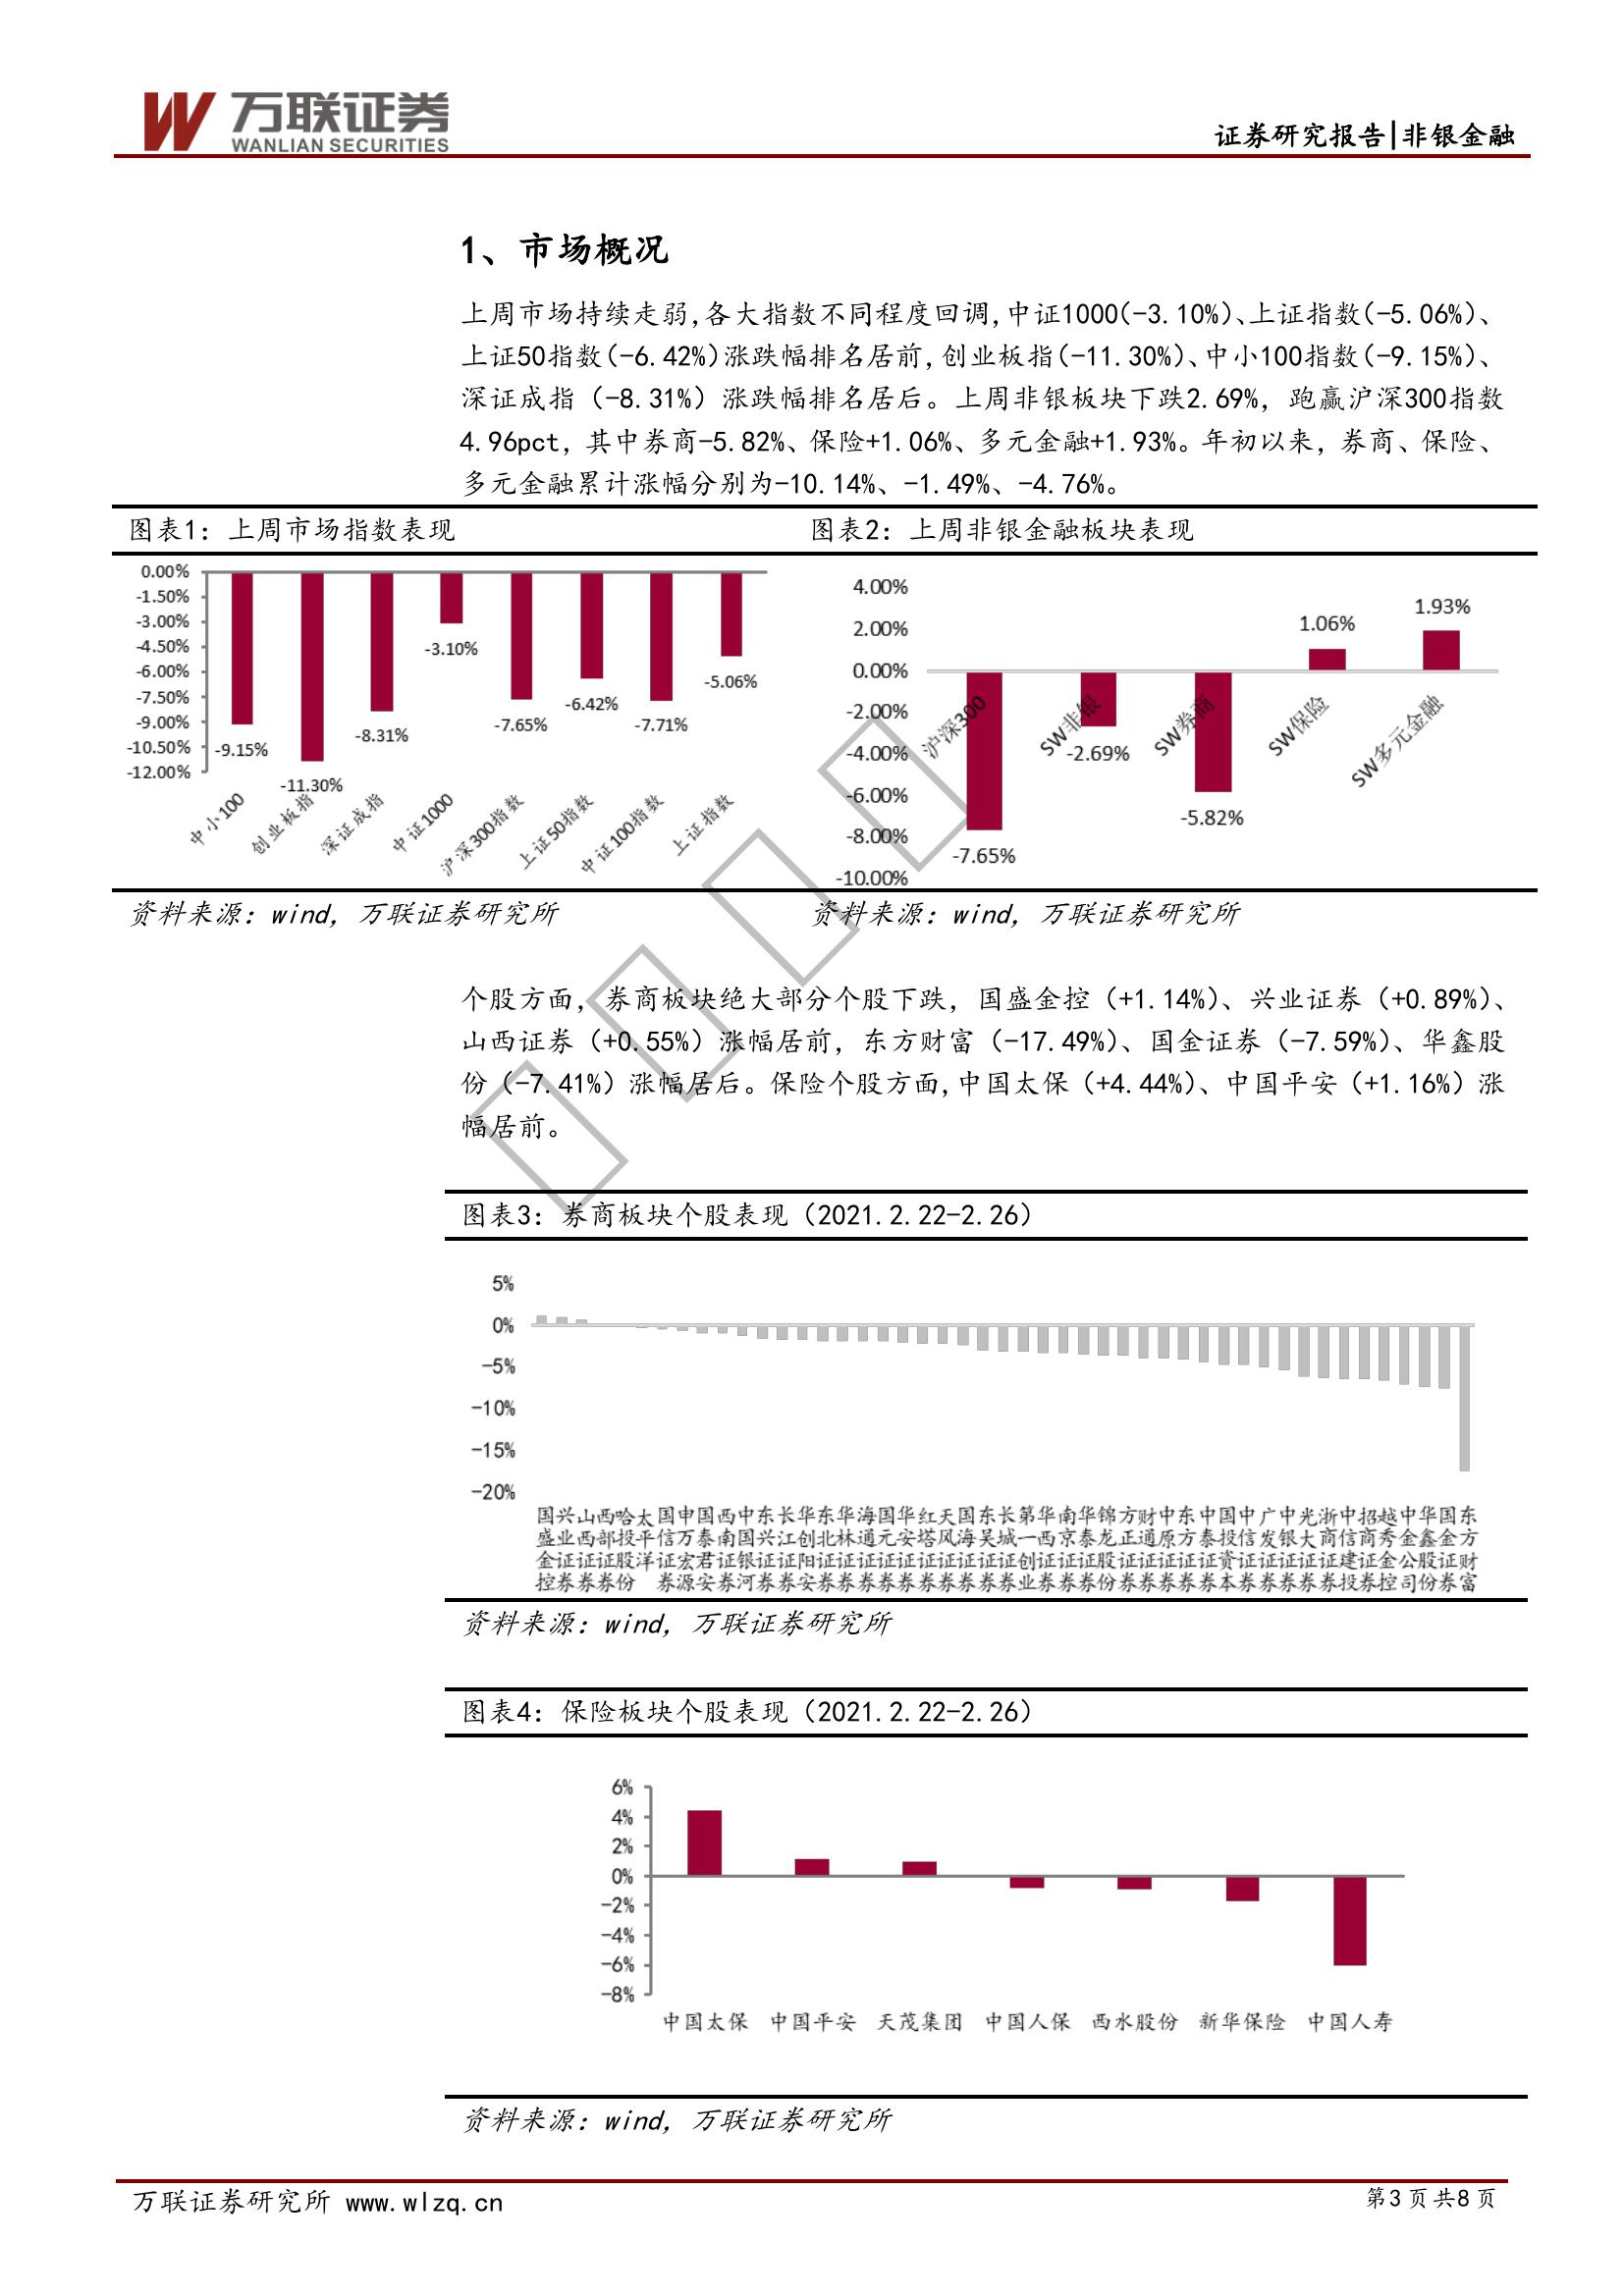 万联证券
WANLIAN SECURITIES
证券研究报告|非银金融
1、市场概况
上周市场持续走弱,各大指数不同程度回调,中证1000(-3.10%)、上证指数(-5.06%)、
上证50指数(-6.42%)涨跌幅排名居前,创业板指(-11.30%)、中小100指数(-9.15%)、
深证成指（-8.31%）涨跌幅排名居后。上周非银板块下跌2.69%，跑赢沪深300指数
4.96pct，其中券商-5.82%、保险+1.06%、多元金融+1.93%。年初以来，券商、保险、
多元金融累计涨幅分别为-10.14%、-1.49%、-4.76%。
图表1：上周市场指数表现
0.00%
-1.50%
-3.00%
-4.50%
-6.00%
-7.50%
-9.00%
-10.50%
-12.00%
-9.15%
-11.30%
-8.31%
-3.10%
-7.65%
-6.42%
-7.71%
-5.06%
中小100
创业板指
深证成指
中证1000
沪深300指数
上证50指数
中证100指数
上证指数
资料来源：wind，万联证券研究所
图表2：上周非银金融板块表现
4.00%
2.00%
0.00%
-2.00%
-4.00%
-6.00%
-8.00%
-10.00%
-7.65%
-2.69%
-5.82%
1.06%
1.93%
沪深300
SW非银
SW券商
SW保险
SW多元金融
资料来源：wind，万联证券研究所
个股方面，券商板块绝大部分个股下跌，国盛金控（+1.14%）、兴业证券（+0.89%）、
山西证券（+0.55%）涨幅居前，东方财富（-17.49%）、国金证券（-7.59%）、华鑫股
份（-7.41%）涨幅居后。保险个股方面,中国太保（+4.44%）、中国平安（+1.16%）涨
幅居前。
图表3：券商板块个股表现（2021.2.22-2.26）
5%
0%
-5%
-10%
-15%
-20%
国兴山西哈太国申中国西中东长华东华海国华红天国东长第华南华锦方财中东中国中广中光浙中招越中华国东
盛业西部投平信万泰南国兴江创北林通元安塔风海吴城一西京泰龙正通原方泰投信发银大商信商秀金鑫金方
金证证证股洋证宏君证银证证阳证证证证证证证证证证创证证证股证证证证证资证证证证证建证金公股证财
控券券券份 券源安券河券券安券券券券券券券券券券业券券券份券券券券券本券券券券券投券控司份券富
资料来源：wind，万联证券研究所
图表4：保险板块个股表现（2021.2.22-2.26）
6%
4%
2%
0%
-2%
-4%
-6%
-8%
中国太保 中国平安 天茂集团 中国人保 西水股份 新华保险 中国人寿
资料来源：wind，万联证券研究所
万联证券研究所 www.wlzq.cn
第3页共8页